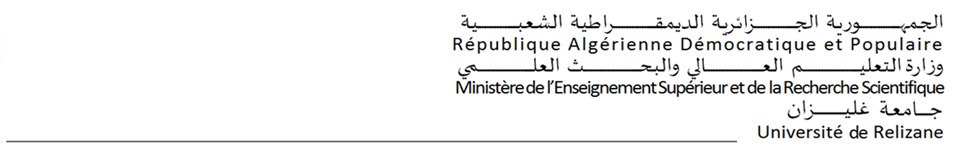 الجمهورية الجزائرية الديمقراطية الشعبية
République Algérienne Démocratique et Populaire
وزارة التعليم العالي والبحث العلمي
Ministère de l'Enseignement Supérieur et de la Recherche Scientifique
جامعة غليزان
Université de Relizane